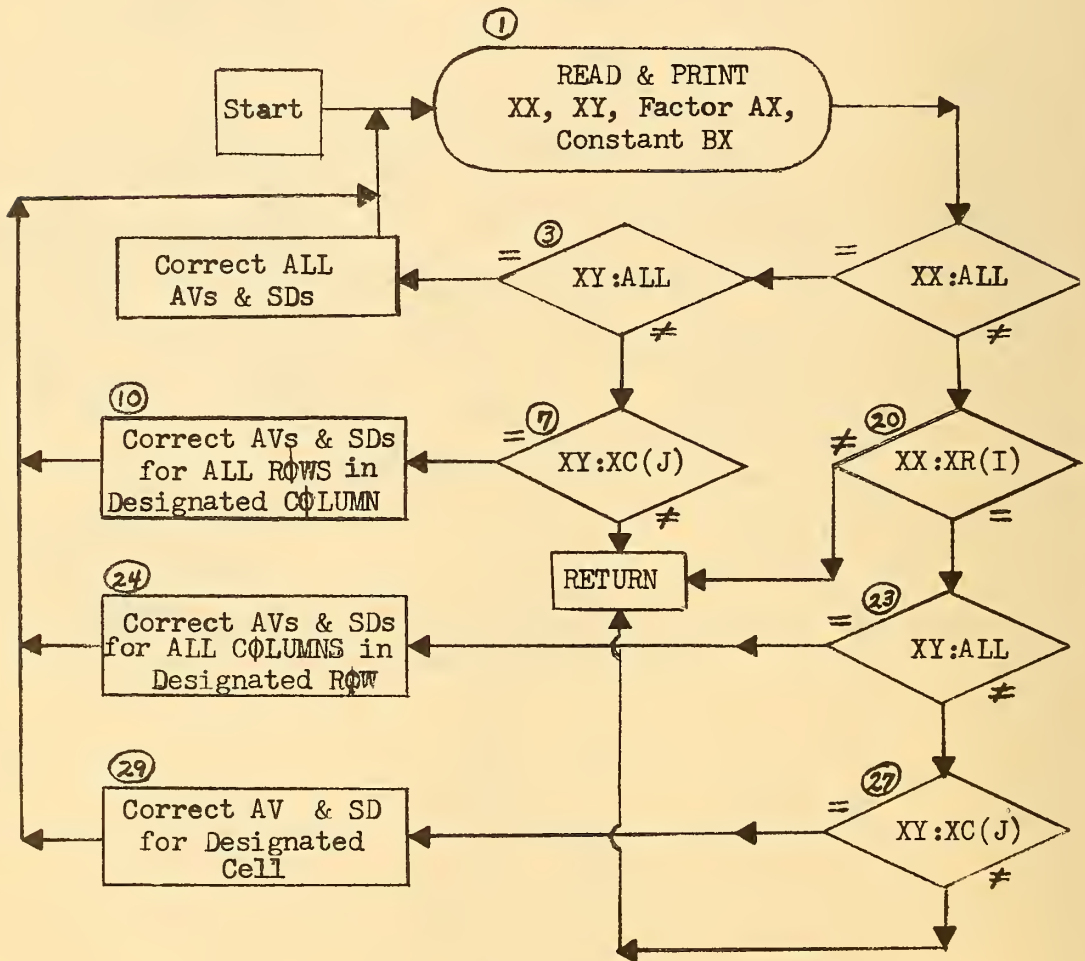 ①
Start
READ & PRINT
XX, XY, Factor AX,
Constant BX
= ③
XY:ALL
≠
=
XX:ALL
≠
Correct ALL
AVs & SDs
⑩
Correct AVs & SDs
for ALL RØWS in
Designated CØLUMN
= ⑦
XY:XC(J)
≠
≠ ⑳
XX:XR(I)
=
RETURN
㉔
Correct AVs & SDs
for ALL CØLUMNS in
Designated RØW
= ㉓
XY:ALL
≠
㉙
Correct AV & SD
for Designated
Cell
= ㉗
XY:XC(J)
≠